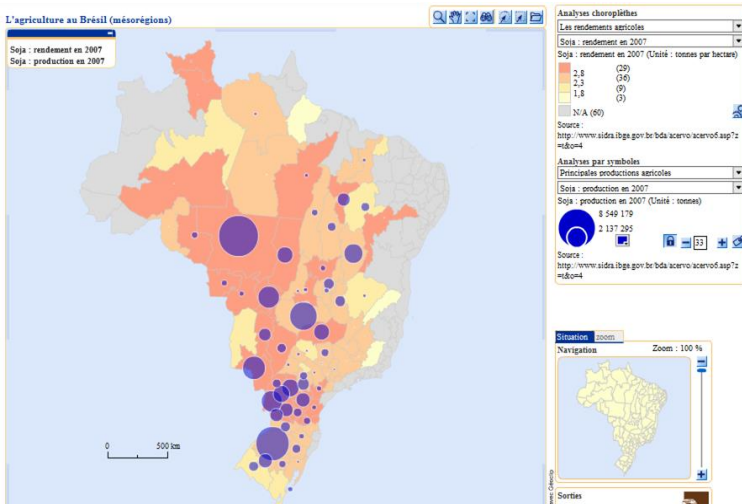 L'agriculture au Brésil (mésorégions)
Soja : rendement en 2007
Soja : production en 2007
0 500 km
Analyses choroplèthes
Les rendements agricoles
Soja : rendement en 2007
Soja : rendement en 2007 (Unité : tonnes par hectare)
2,8 (29)
2,3 (36)
1,8 (9)
(3)
N/A (60)
Source :
http://www.sidra.ibge.gov.br/bda/acervo/acervo6.asp?z
=t&o=4
Analyses par symboles
Principales productions agricoles
Soja : production en 2007
Soja : production en 2007 (Unité : tonnes)
8 549 179
2 137 295
33
Source :
http://www.sidra.ibge.gov.br/bda/acervo/acervo6.asp?z
=t&o=4
Situation zoom
Navigation Zoom : 100 %
Sorties